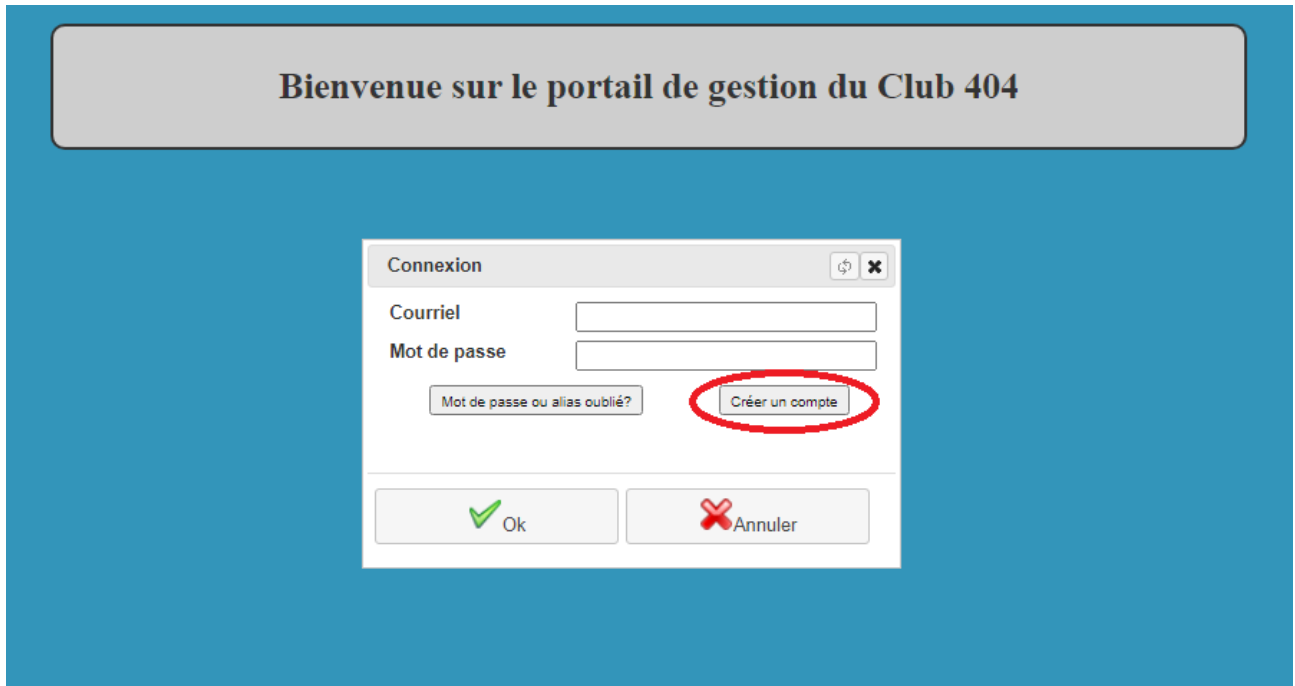 Bienvenue sur le portail de gestion du Club 404
Connexion
Courriel
Mot de passe
Mot de passe ou alias oublié? Créer un compte
Ok Annuler